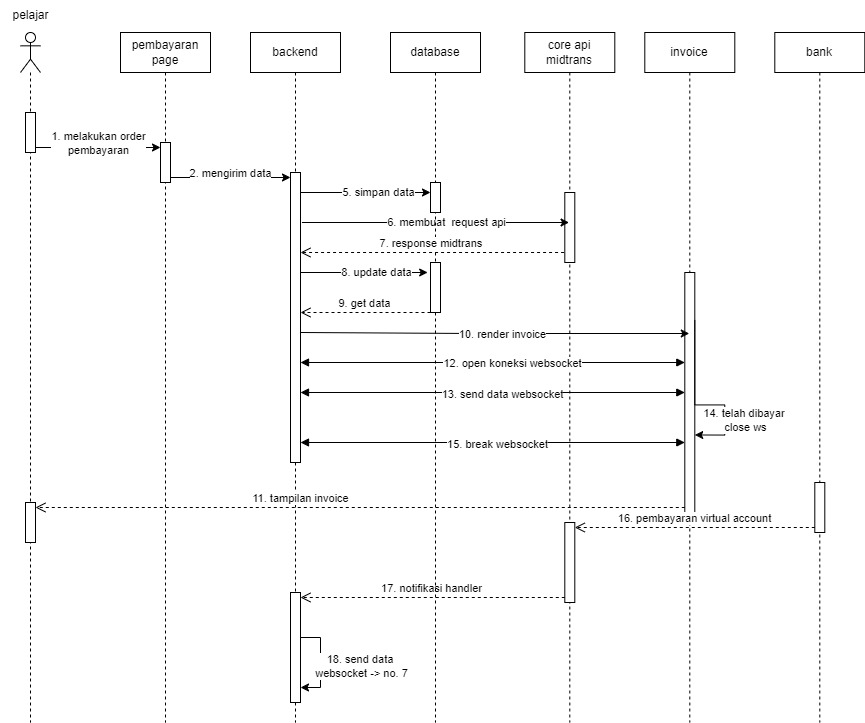 pelajar
pembayaran
page
backend
database
core api
midtrans
invoice
bank
1. melakukan order
pembayaran
2. mengirim data
5. simpan data
6. membuat request api
7. response midtrans
8. update data
9. get data
10. render invoice
12. open koneksi websocket
13. send data websocket
14. telah dibayar
close ws
15. break websocket
11. tampilan invoice
16. pembayaran virtual account
17. notifikasi handler
18. send data
websocket -> no. 7